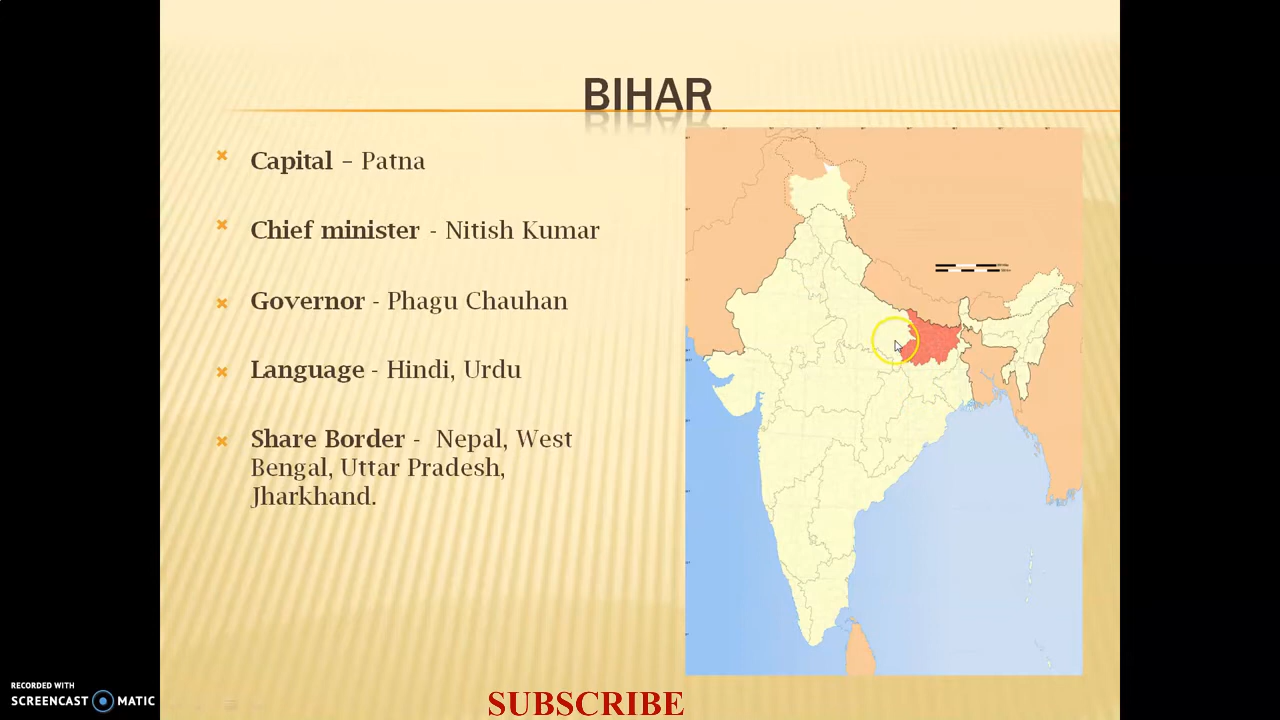 BIHAR
Capital – Patna
Chief minister - Nitish Kumar
Governor - Phagu Chauhan
Language - Hindi, Urdu
Share Border - Nepal, West
Bengal, Uttar Pradesh,
Jharkhand.
RECORDED WITH
SCREENCAST MATIC
SUBSCRIBE